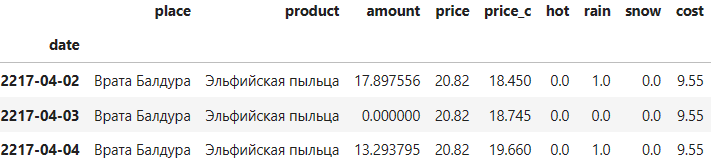 place product amount price price_c hot rain snow cost
date
2217-04-02 Врата Балдура Эльфийская пыльца 17.897556 20.82 18.450 0.0 1.0 0.0 9.55
2217-04-03 Врата Балдура Эльфийская пыльца 0.000000 20.82 18.745 0.0 0.0 0.0 9.55
2217-04-04 Врата Балдура Эльфийская пыльца 13.293795 20.82 19.660 0.0 1.0 0.0 9.55